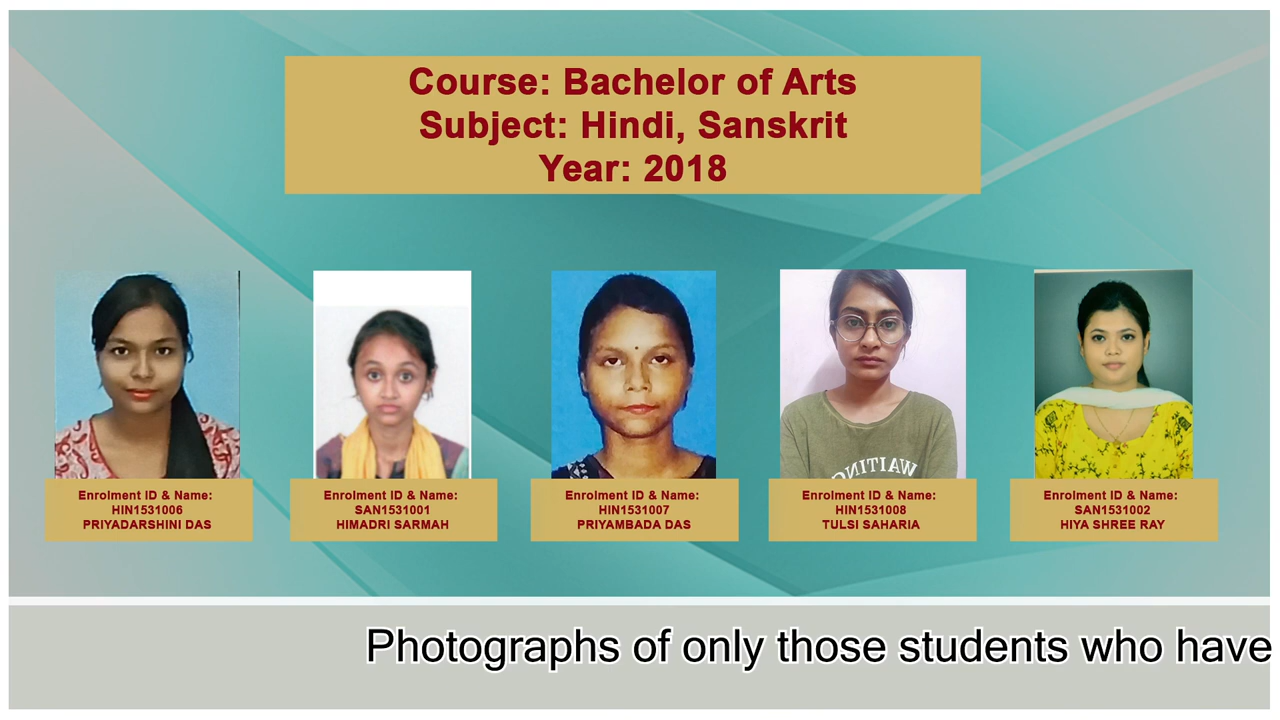 Course: Bachelor of Arts
Subject: Hindi, Sanskrit
Year: 2018
WAITING
Enrolment ID & Name:
HIN1531006
PRIYADARSHINI DAS
Enrolment ID & Name:
SAN1531001
HIMADRI SARMAH
Enrolment ID & Name:
HIN1531007
PRIYAMBADA DAS
Enrolment ID & Name:
HIN1531008
TULSI SAHARIA
Enrolment ID & Name:
SAN1531002
HIYA SHREE RAY
Photographs of only those students who have